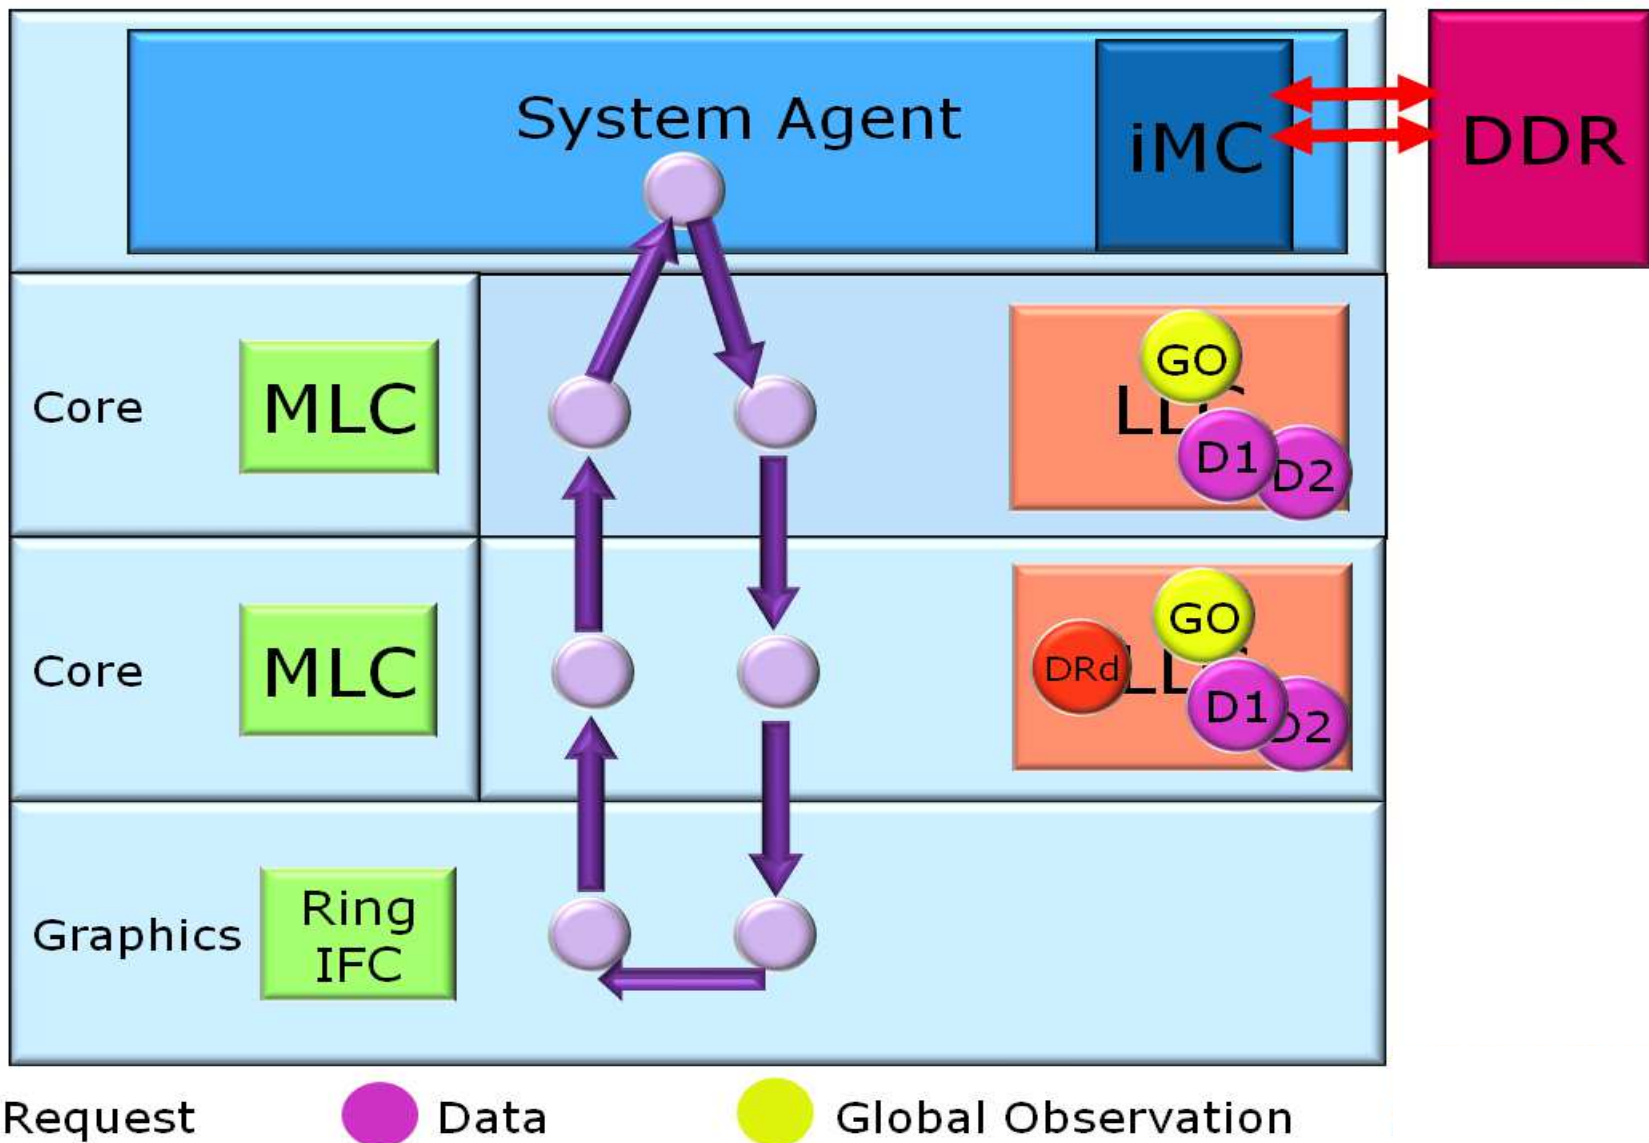 System Agent
iMC
DDR
Core
MLC
GO
D1
D2
Core
MLC
GO
DRd
D1
D2
Graphics
Ring
IFC
Request
Data
Global Observation